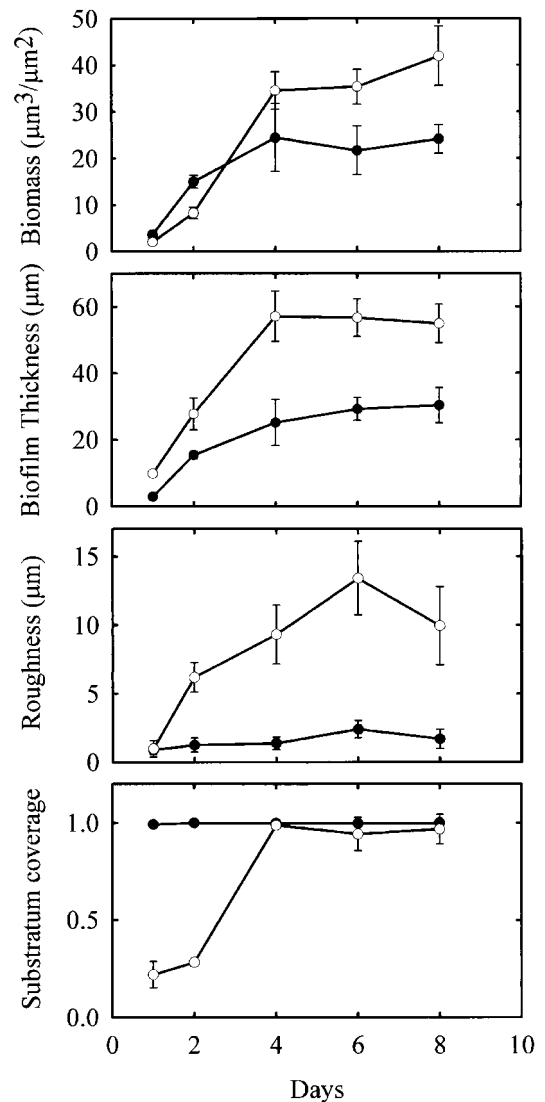 Biomass (μm³/μm²)
50
40
30
20
10
0
Biofilm Thickness (μm)
60
40
20
0
Roughness (μm)
15
10
5
0
Substratum coverage
1.0
0.5
0.0
0 2 4 6 8 10
Days